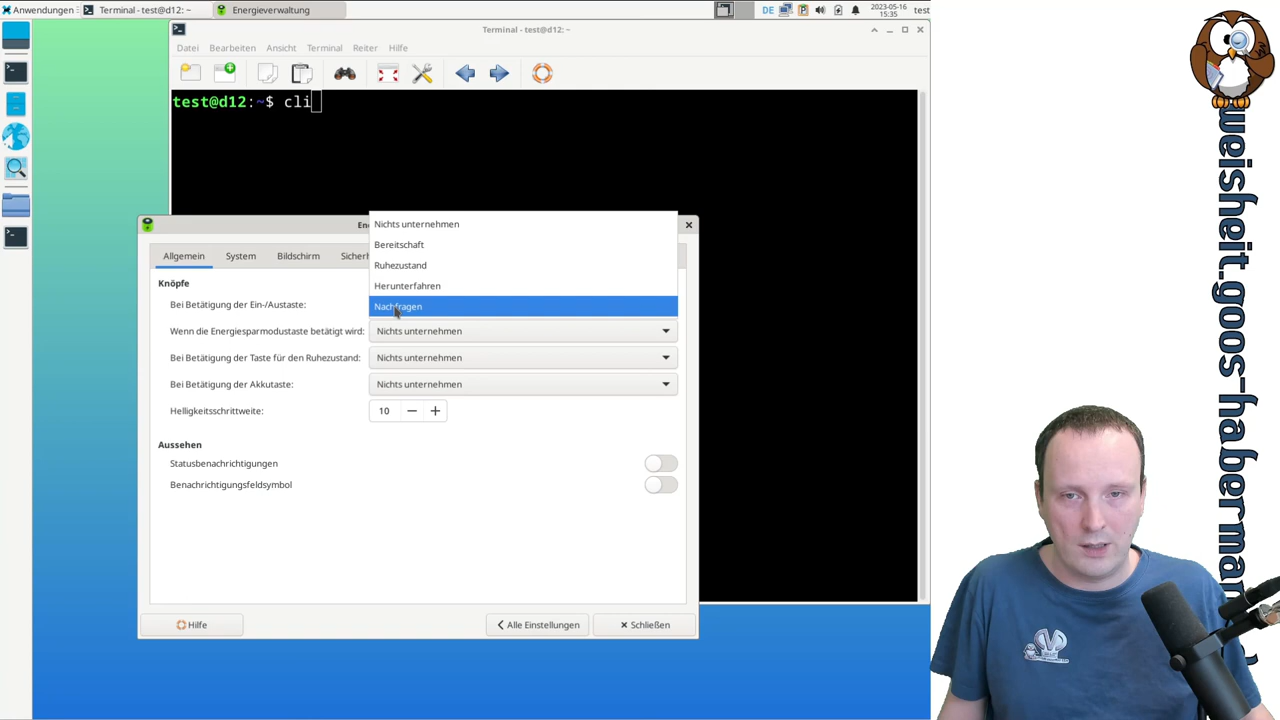 Anwendungen
Terminal - test@d12: ~
Energieverwaltung
DE
2023-05-16
15:35
test
Terminal - test@d12: ~
Datei Bearbeiten Ansicht Terminal Reiter Hilfe
test@d12:~$ cli
Nichts unternehmen
Bereitschaft
Ruhezustand
Herunterfahren
Nachfragen
Allgemein System Bildschirm
Knöpfe
Bei Betätigung der Ein-/Austaste:
Wenn die Energiesparmodustaste betätigt wird: Nichts unternehmen
Bei Betätigung der Taste für den Ruhezustand: Nichts unternehmen
Bei Betätigung der Akkutaste: Nichts unternehmen
Helligkeitsschrittweite: 10
Aussehen
Statusbenachrichtigungen
Benachrichtigungsfeldsymbol
Hilfe
Alle Einstellungen
Schließen